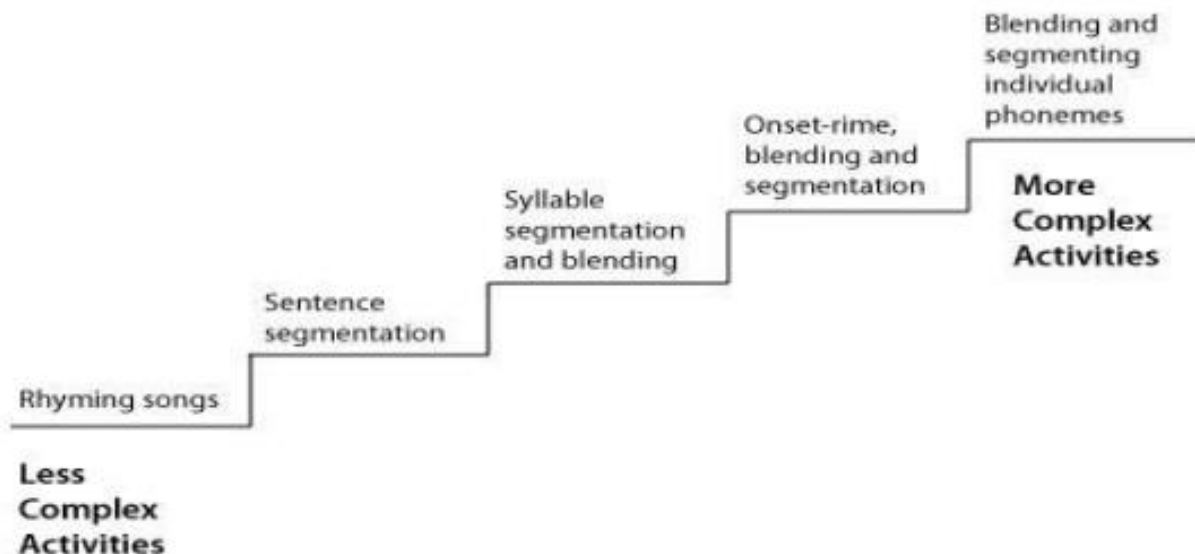 Rhyming songs
Less
Complex
Activities
Sentence
segmentation
Syllable
segmentation
and blending
Onset-rime,
blending and
segmentation
Blending and
segmenting
individual
phonemes
More
Complex
Activities